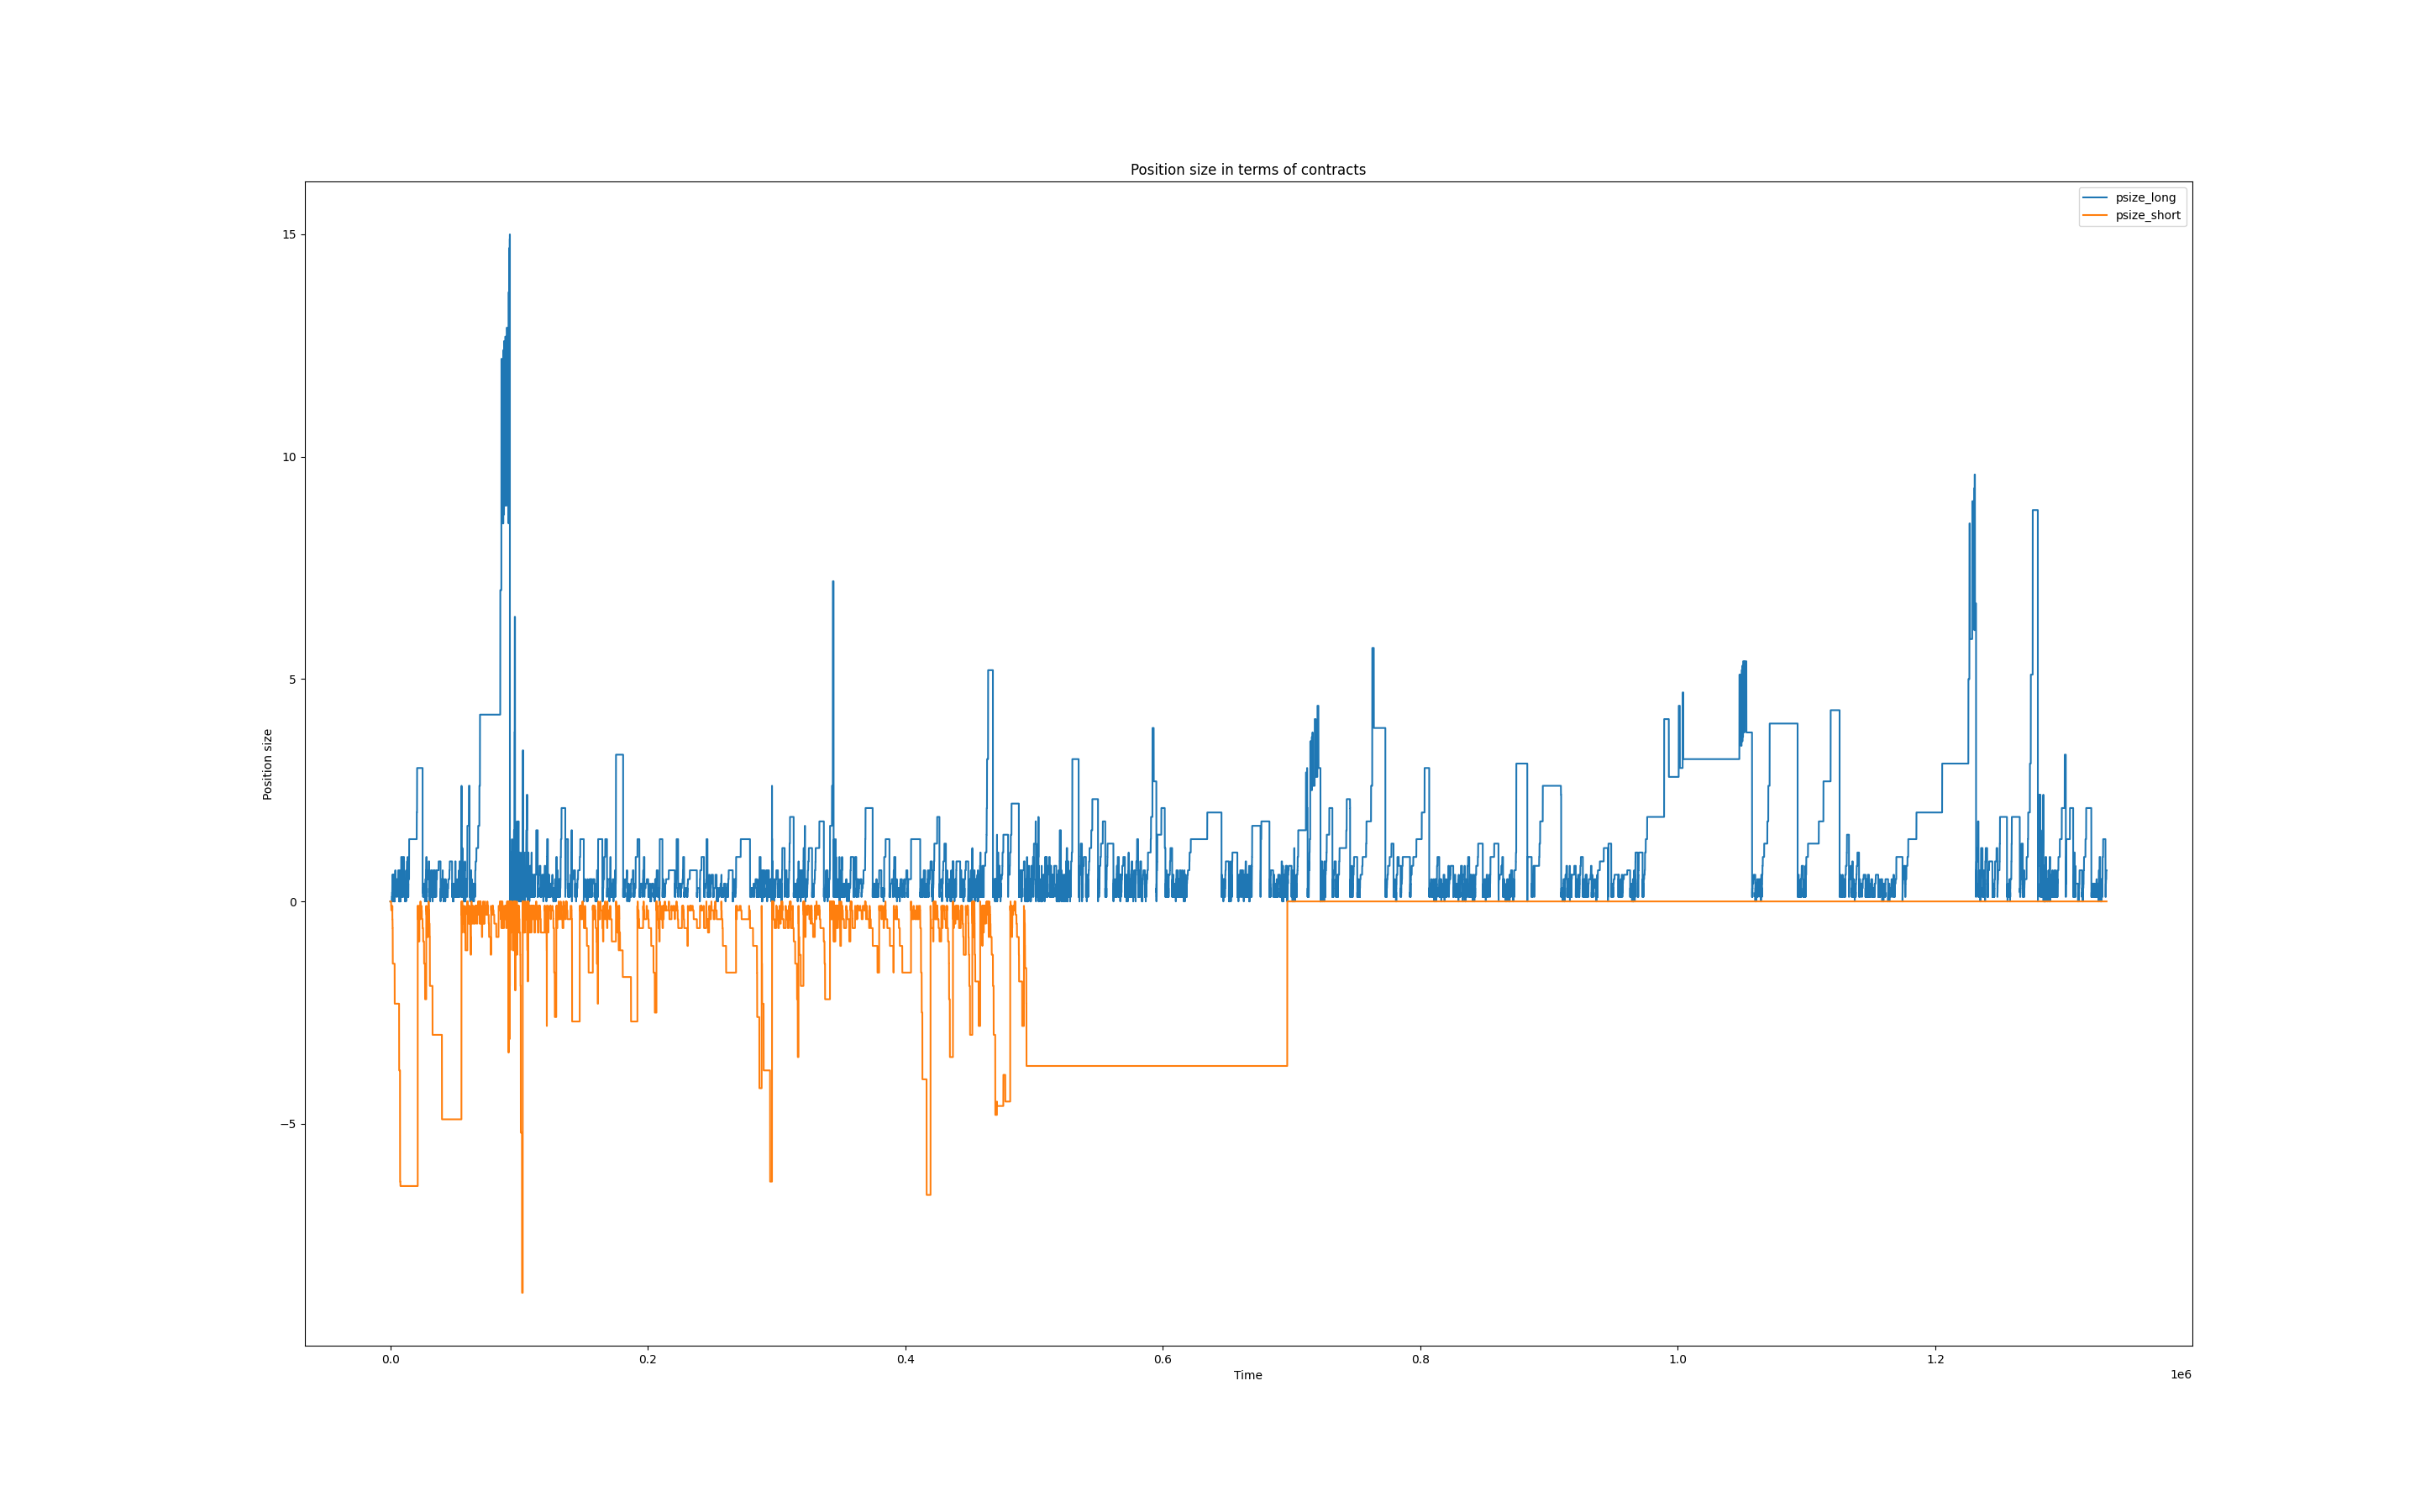 Position size in terms of contracts
psize_long
psize_short
15
10
5
0
−5
Position size
0.0
0.2
0.4
0.6
0.8
1.0
1.2
1e6
Time